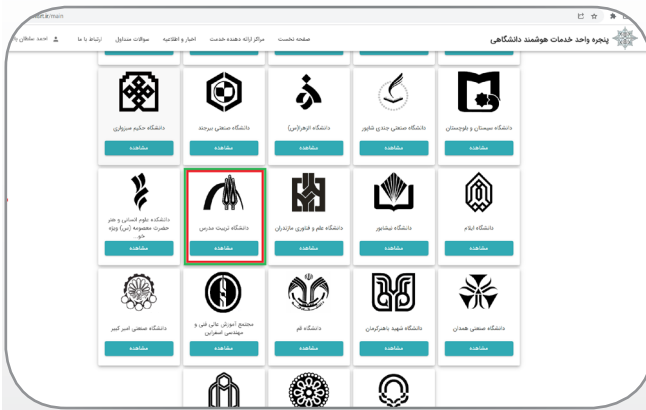 پنجره واحد خدمات هوشمند دانشگاهی
صفحه نخست
مراکز ارائه دهنده خدمت
اخبار و اطلاعیه
سوالات متداول
ارتباط با ما
احمد سلطان
دانشگاه سیستان و بلوچستان
دانشگاه صنعتی جندی شاپور
دانشگاه الزهرا(س)
دانشگاه صنعتی بیرجند
دانشگاه حکیم سبزواری
مشاهده
مشاهده
مشاهده
مشاهده
مشاهده
دانشگاه ایلام
دانشگاه نیشابور
دانشگاه علم و فناوری مازندران
دانشگاه تربیت مدرس
دانشکده علوم انسانی و هنر
حضرت معصومه (س) ویژه
خو...
مشاهده
مشاهده
مشاهده
مشاهده
مشاهده
دانشگاه صنعتی همدان
دانشگاه شهید باهنرکرمان
دانشگاه قم
مجتمع آموزش عالی فنی و
مهندسی اسفراین
دانشگاه صنعتی امیر کبیر
مشاهده
مشاهده
مشاهده
مشاهده
مشاهده